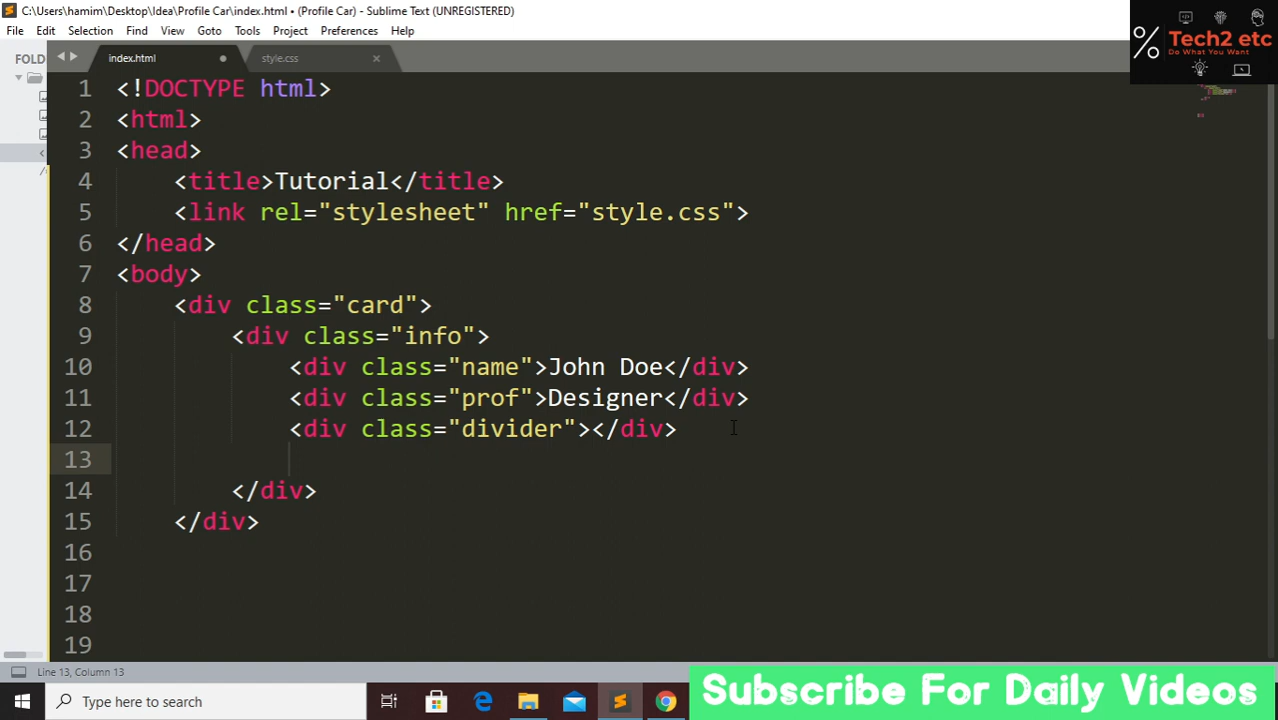 C:\Users\hamim\Desktop\Idea\Profile Car\index.html • (Profile Car) - Sublime Text (UNREGISTERED)
File Edit Selection Find View Goto Tools Project Preferences Help
Tech2 etc
Do What You Want
FOLD
index.html
style.css
1 <!DOCTYPE html>
2 <html>
3 <head>
4 <title>Tutorial</title>
5 <link rel="stylesheet" href="style.css">
6 </head>
7 <body>
8 <div class="card">
9 <div class="info">
10 <div class="name">John Doe</div>
11 <div class="prof">Designer</div>
12 <div class="divider"></div>
13
14 </div>
15 </div>
16
17
18
19
Line 13, Column 13
Type here to search
Subscribe For Daily Videos